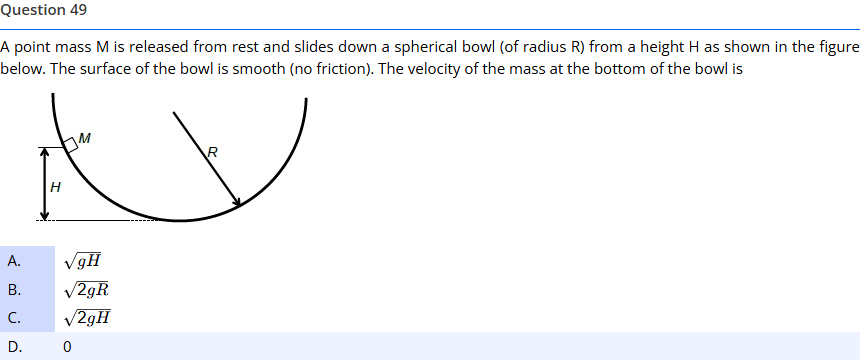 Question 49
A point mass M is released from rest and slides down a spherical bowl (of radius R) from a height H as shown in the figure
below. The surface of the bowl is smooth (no friction). The velocity of the mass at the bottom of the bowl is
M
R
H
A. √gH
B. √2gR
C. √2gH
D. 0